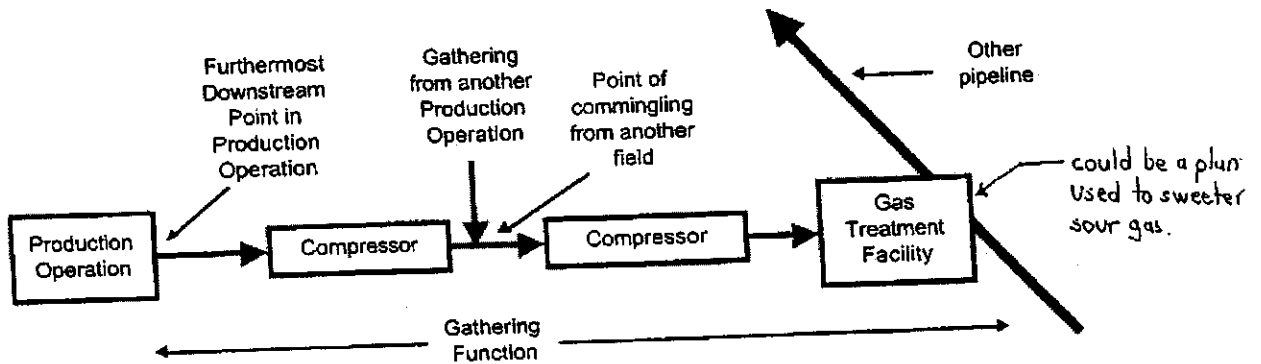 Furthermost
Downstream
Point in
Production
Operation
Gathering
from another
Production
Operation
Point of
commingling
from another
field
Other
pipeline
could be a plan
used to sweeter
sour gas.
Production
Operation
Compressor
Compressor
Gas
Treatment
Facility
Gathering
Function